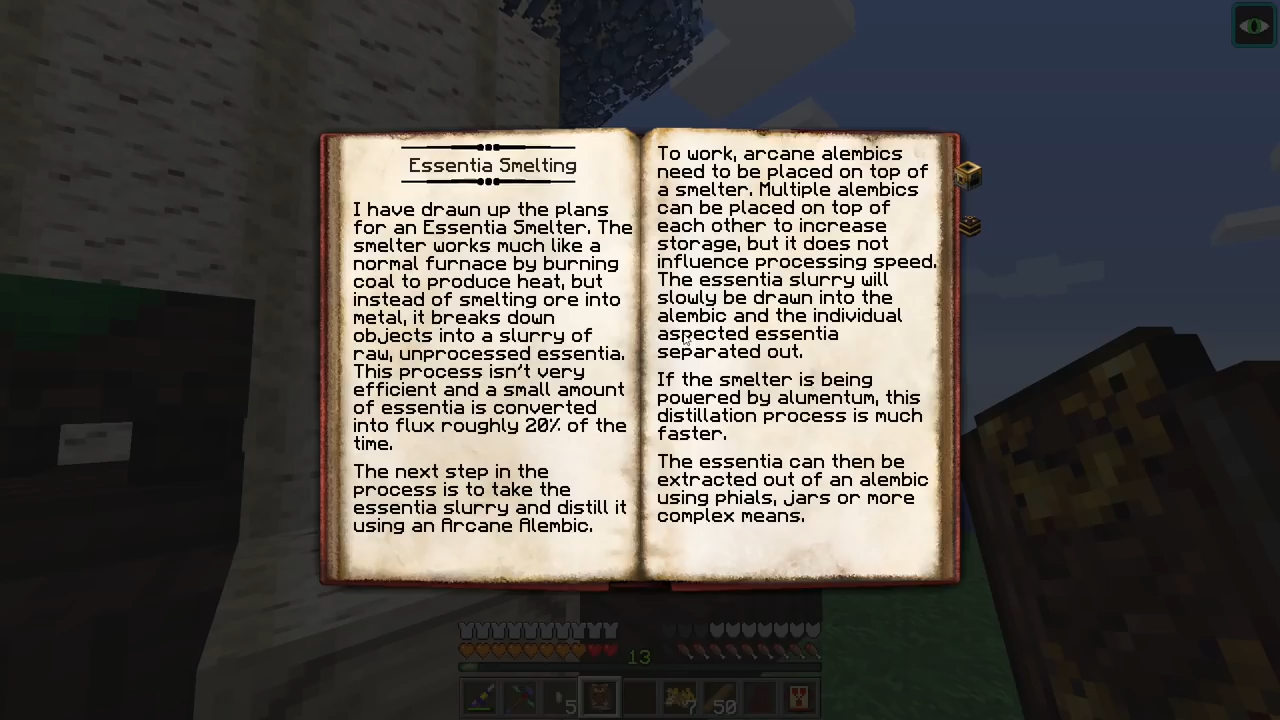 Essentia Smelting
I have drawn up the plans
for an Essentia Smelter. The
smelter works much like a
normal furnace by burning
coal to produce heat, but
instead of smelting ore into
metal, it breaks down
objects into a slurry of
raw, unprocessed essentia.
This process isn't very
efficient and a small amount
of essentia is converted
into flux roughly 20% of the
time.
The next step in the
process is to take the
essentia slurry and distill it
using an Arcane Alembic.
To work, arcane alembics
need to be placed on top of
a smelter. Multiple alembics
can be placed on top of
each other to increase
storage, but it does not
influence processing speed.
The essentia slurry will
slowly be drawn into the
alembic and the individual
aspected essentia
separated out.
If the smelter is being
powered by alumentum, this
distillation process is much
faster.
The essentia can then be
extracted out of an alembic
using phials, jars or more
complex means.
13
5 7 50